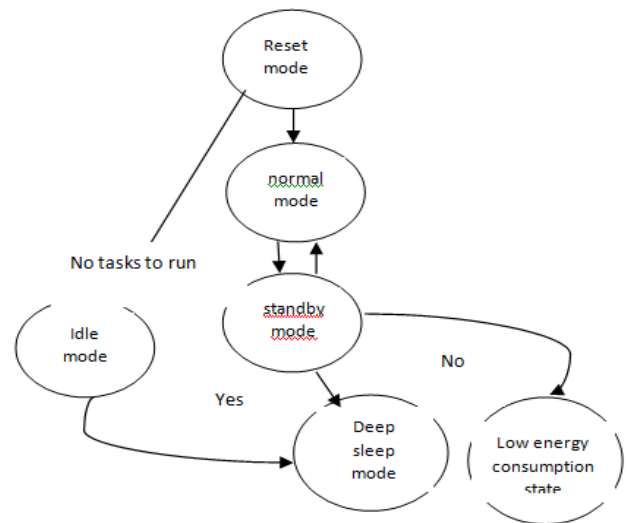 Reset
mode
normal
mode
No tasks to run
standby
mode
Idle
mode
No
Yes
Deep
sleep
mode
Low energy
consumption
state